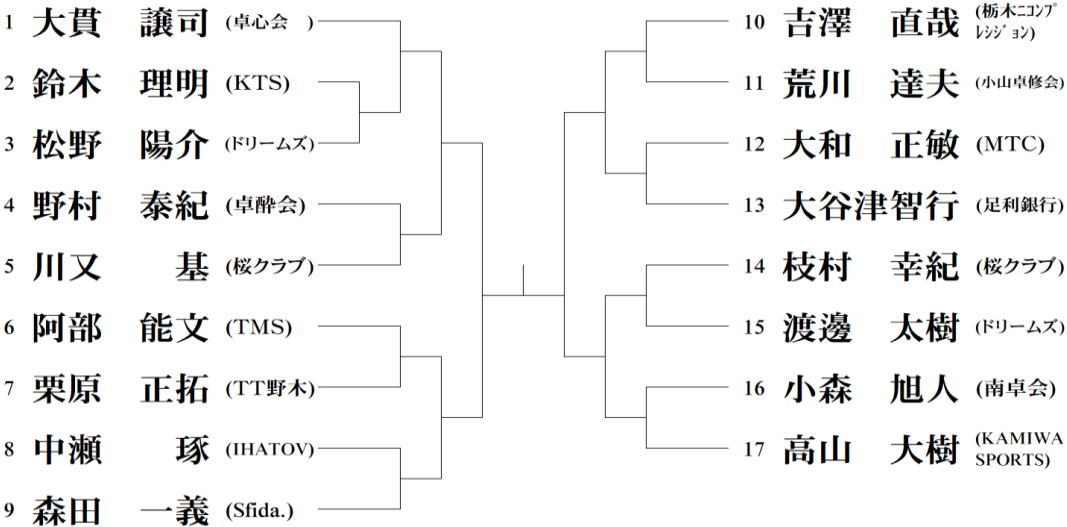 1 大貫 譲司 (卓心会 )
2 鈴木 理明 (KTS)
3 松野 陽介 (ドリームズ)
4 野村 泰紀 (卓酔会)
5 川又 基 (桜クラブ)
6 阿部 能文 (TMS)
7 栗原 正拓 (TT野木)
8 中瀬 琢 (IHATOV)
9 森田 一義 (Sfida.)
10 吉澤 直哉 (栃木ﾆｺﾝﾌﾟ
ﾚｼｼﾞｮﾝ)
11 荒川 達夫 (小山卓修会)
12 大和 正敏 (MTC)
13 大谷津智行 (足利銀行)
14 枝村 幸紀 (桜クラブ)
15 渡邊 太樹 (ドリームズ)
16 小森 旭人 (南卓会)
17 高山 大樹 (KAMIWA
SPORTS)